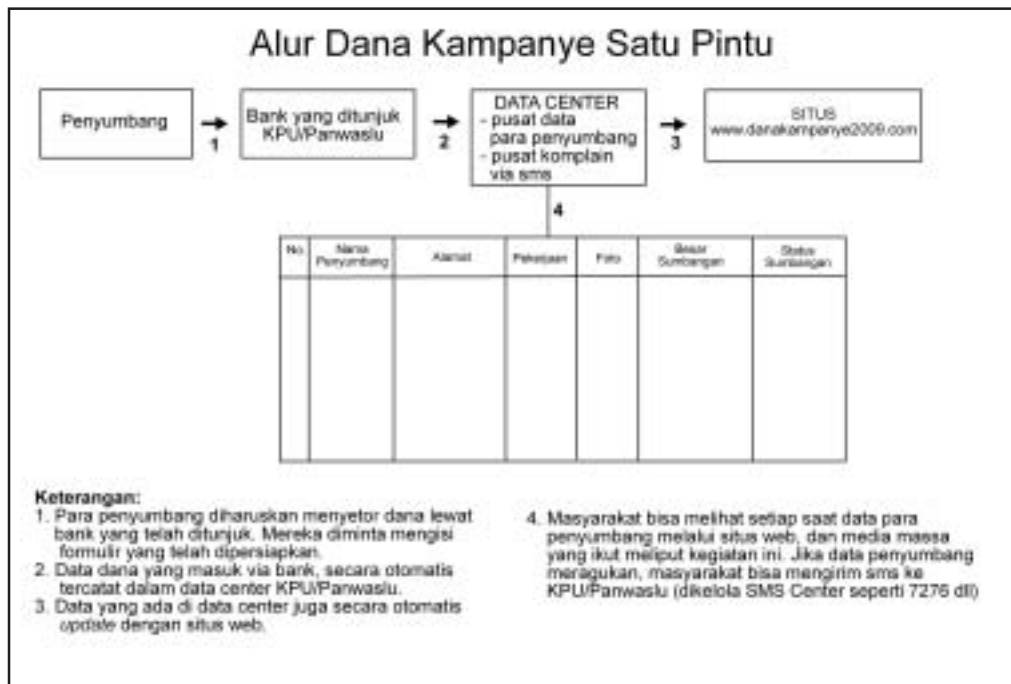 Alur Dana Kampanye Satu Pintu
Penyumbang
1
Bank yang ditunjuk
KPU/Panwaslu
2
DATA CENTER
- pusat data
para penyumbang
- pusat komplain
via sms
3
SITUS
www.danakampanye2009.com
4
No.
Nama
Penyumbang
Alamat
Pekerjaan
Foto
Besar
Sumbangan
Status
Sumbangan
Keterangan:
1. Para penyumbang diharuskan menyetor dana lewat
bank yang telah ditunjuk. Mereka diminta mengisi
formulir yang telah dipersiapkan.
2. Data dana yang masuk via bank, secara otomatis
tercatat dalam data center KPU/Panwaslu.
3. Data yang ada di data center juga secara otomatis
update dengan situs web.
4. Masyarakat bisa melihat setiap saat data para
penyumbang melalui situs web, dan media massa
yang ikut meliput kegiatan ini. Jika data penyumbang
meragukan, masyarakat bisa mengirim sms ke
KPU/Panwaslu (dikelola SMS Center seperti 7276 dll)